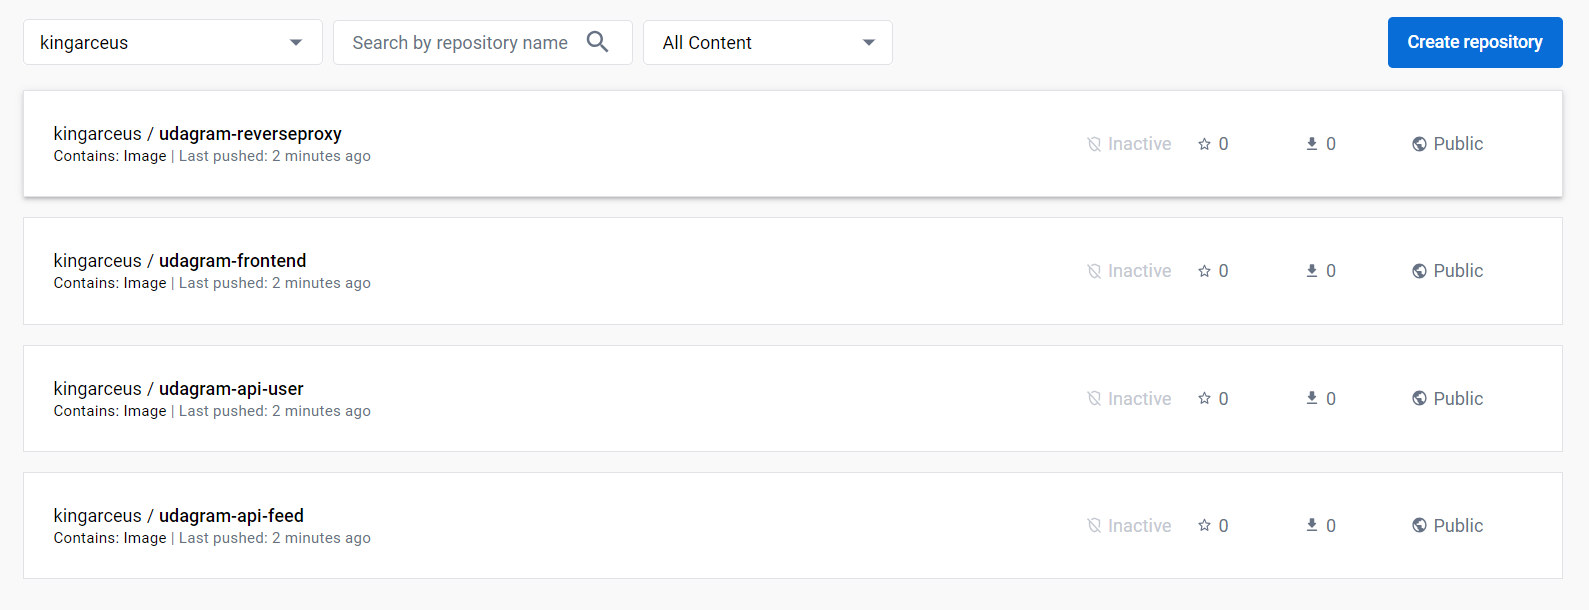 kingarceus Search by repository name All Content Create repository
kingarceus / udagram-reverseproxy
Contains: Image | Last pushed: 2 minutes ago
Inactive 0 0 Public
kingarceus / udagram-frontend
Contains: Image | Last pushed: 2 minutes ago
Inactive 0 0 Public
kingarceus / udagram-api-user
Contains: Image | Last pushed: 2 minutes ago
Inactive 0 0 Public
kingarceus / udagram-api-feed
Contains: Image | Last pushed: 2 minutes ago
Inactive 0 0 Public